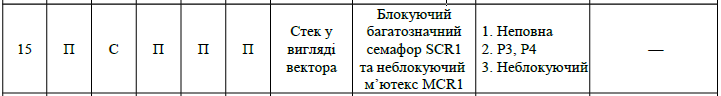 15 П С П П П Стек у вигляді вектора Блокуючий багатозначний семафор SCR1 та неблокуючий м’ютекс MCR1 1. Неповна 2. P3, P4 3. Неблокуючий —